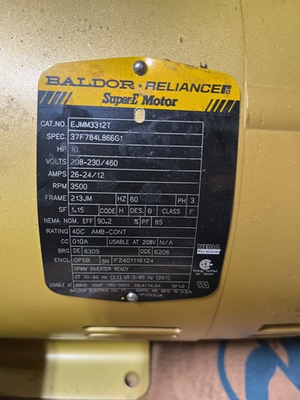 BALDOR • RELIANCE
Super-E Motor
CAT.NO. EJMM3312T
SPEC. 37F784L866G1
HP 10
VOLTS 208-230/460
AMPS 26-24/12
RPM 3500
FRAME 213JM HZ 60 PH 3
SF 1.15 CODE H DES. B CLASS F
NEMA NOM. EFF 90.2 % PF 85
RATING 40C AMB-CONT
CC 010A USABLE AT 208V N/A
BRG DE 6309 ODE 6206
ENCL OPSB SN F2401116124
VPWM INVERTER READY
NEMA